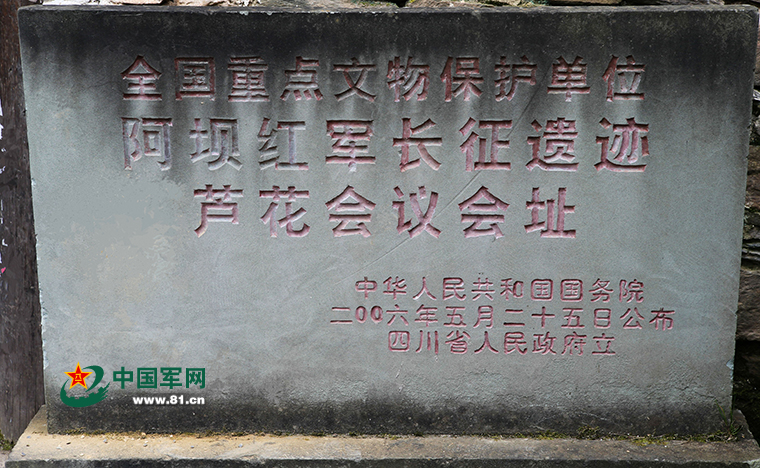 全国重点文物保护单位
阿坝红军长征遗迹
芦花会议会址
中华人民共和国国务院
二00六年五月二十五日公布
四川省人民政府立
中国军网
www.81.cn